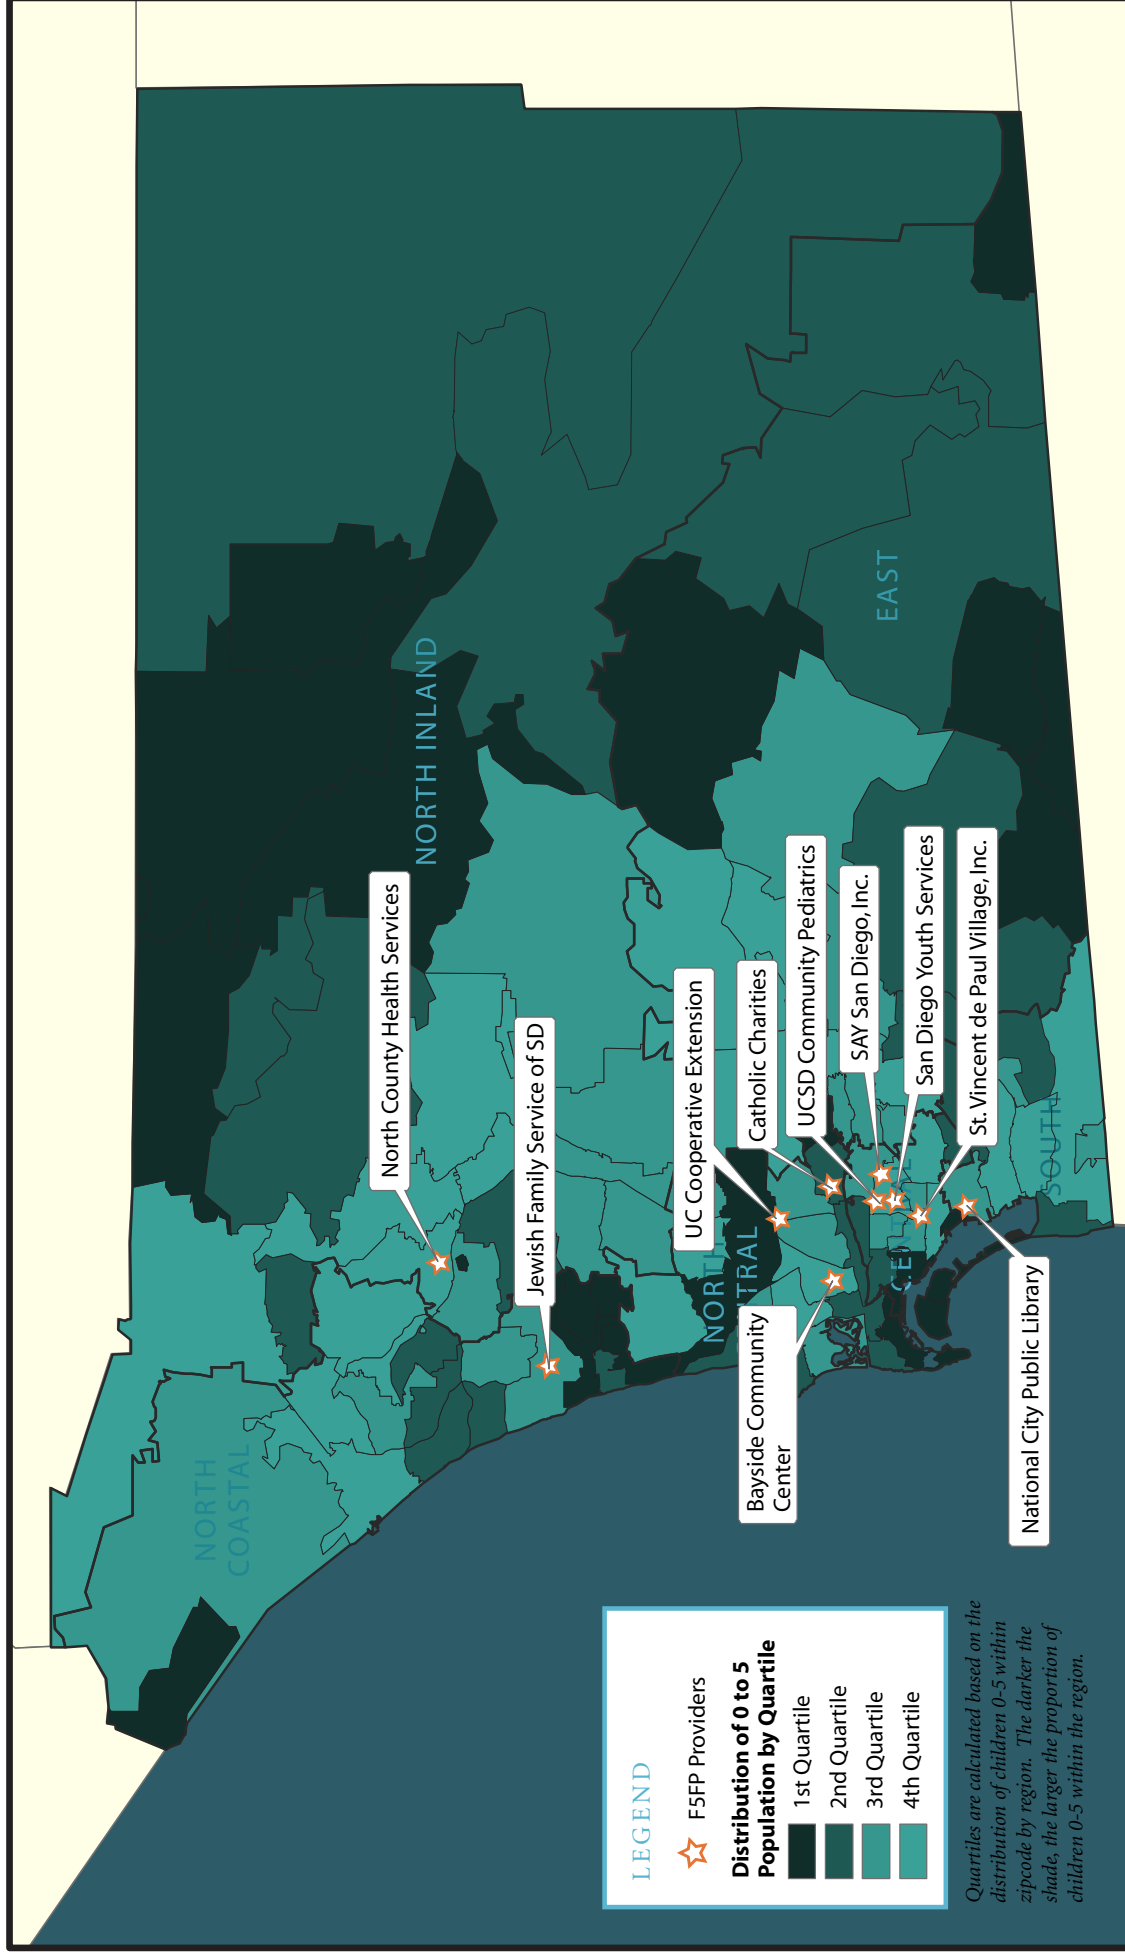 NORTH
COASTAL
NORTH INLAND
North County Health Services
Jewish Family Service of SD
UC Cooperative Extension
Catholic Charities
UCSD Community Pediatrics
SAY San Diego, Inc.
San Diego Youth Services
St. Vincent de Paul Village, Inc.
EAST
NORTH
CENTRAL
Bayside Community
Center
CENTRAL
SOUTH
National City Public Library
LEGEND
F5FP Providers
Distribution of 0 to 5
Population by Quartile
1st Quartile
2nd Quartile
3rd Quartile
4th Quartile
Quartiles are calculated based on the
distribution of children 0-5 within
zipcode by region. The darker the
shade, the larger the proportion of
children 0-5 within the region.